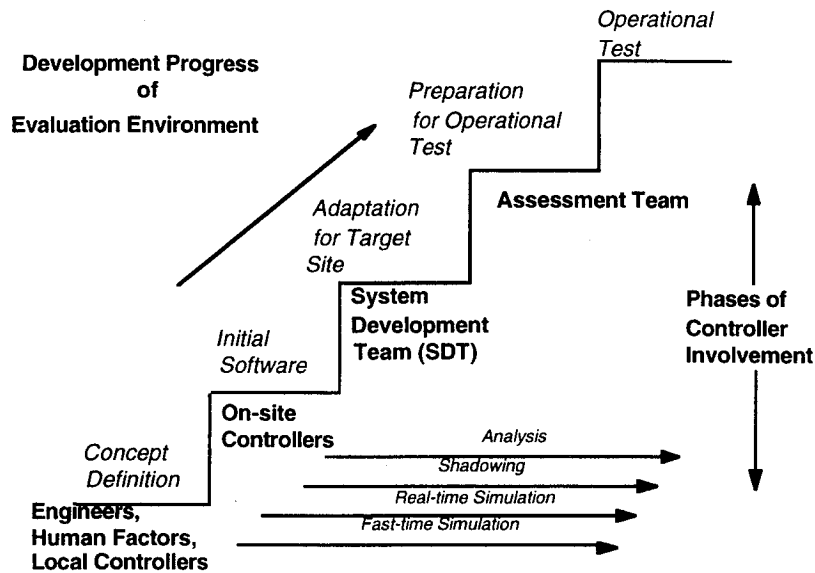 Operational
Test
Development Progress
of
Evaluation Environment
Preparation
for Operational
Test
Assessment Team
Adaptation
for Target
Site
System
Development
Team (SDT)
Phases of
Controller
Involvement
Initial
Software
On-site
Controllers
Concept
Definition
Engineers,
Human Factors,
Local Controllers
Analysis
Shadowing
Real-time Simulation
Fast-time Simulation